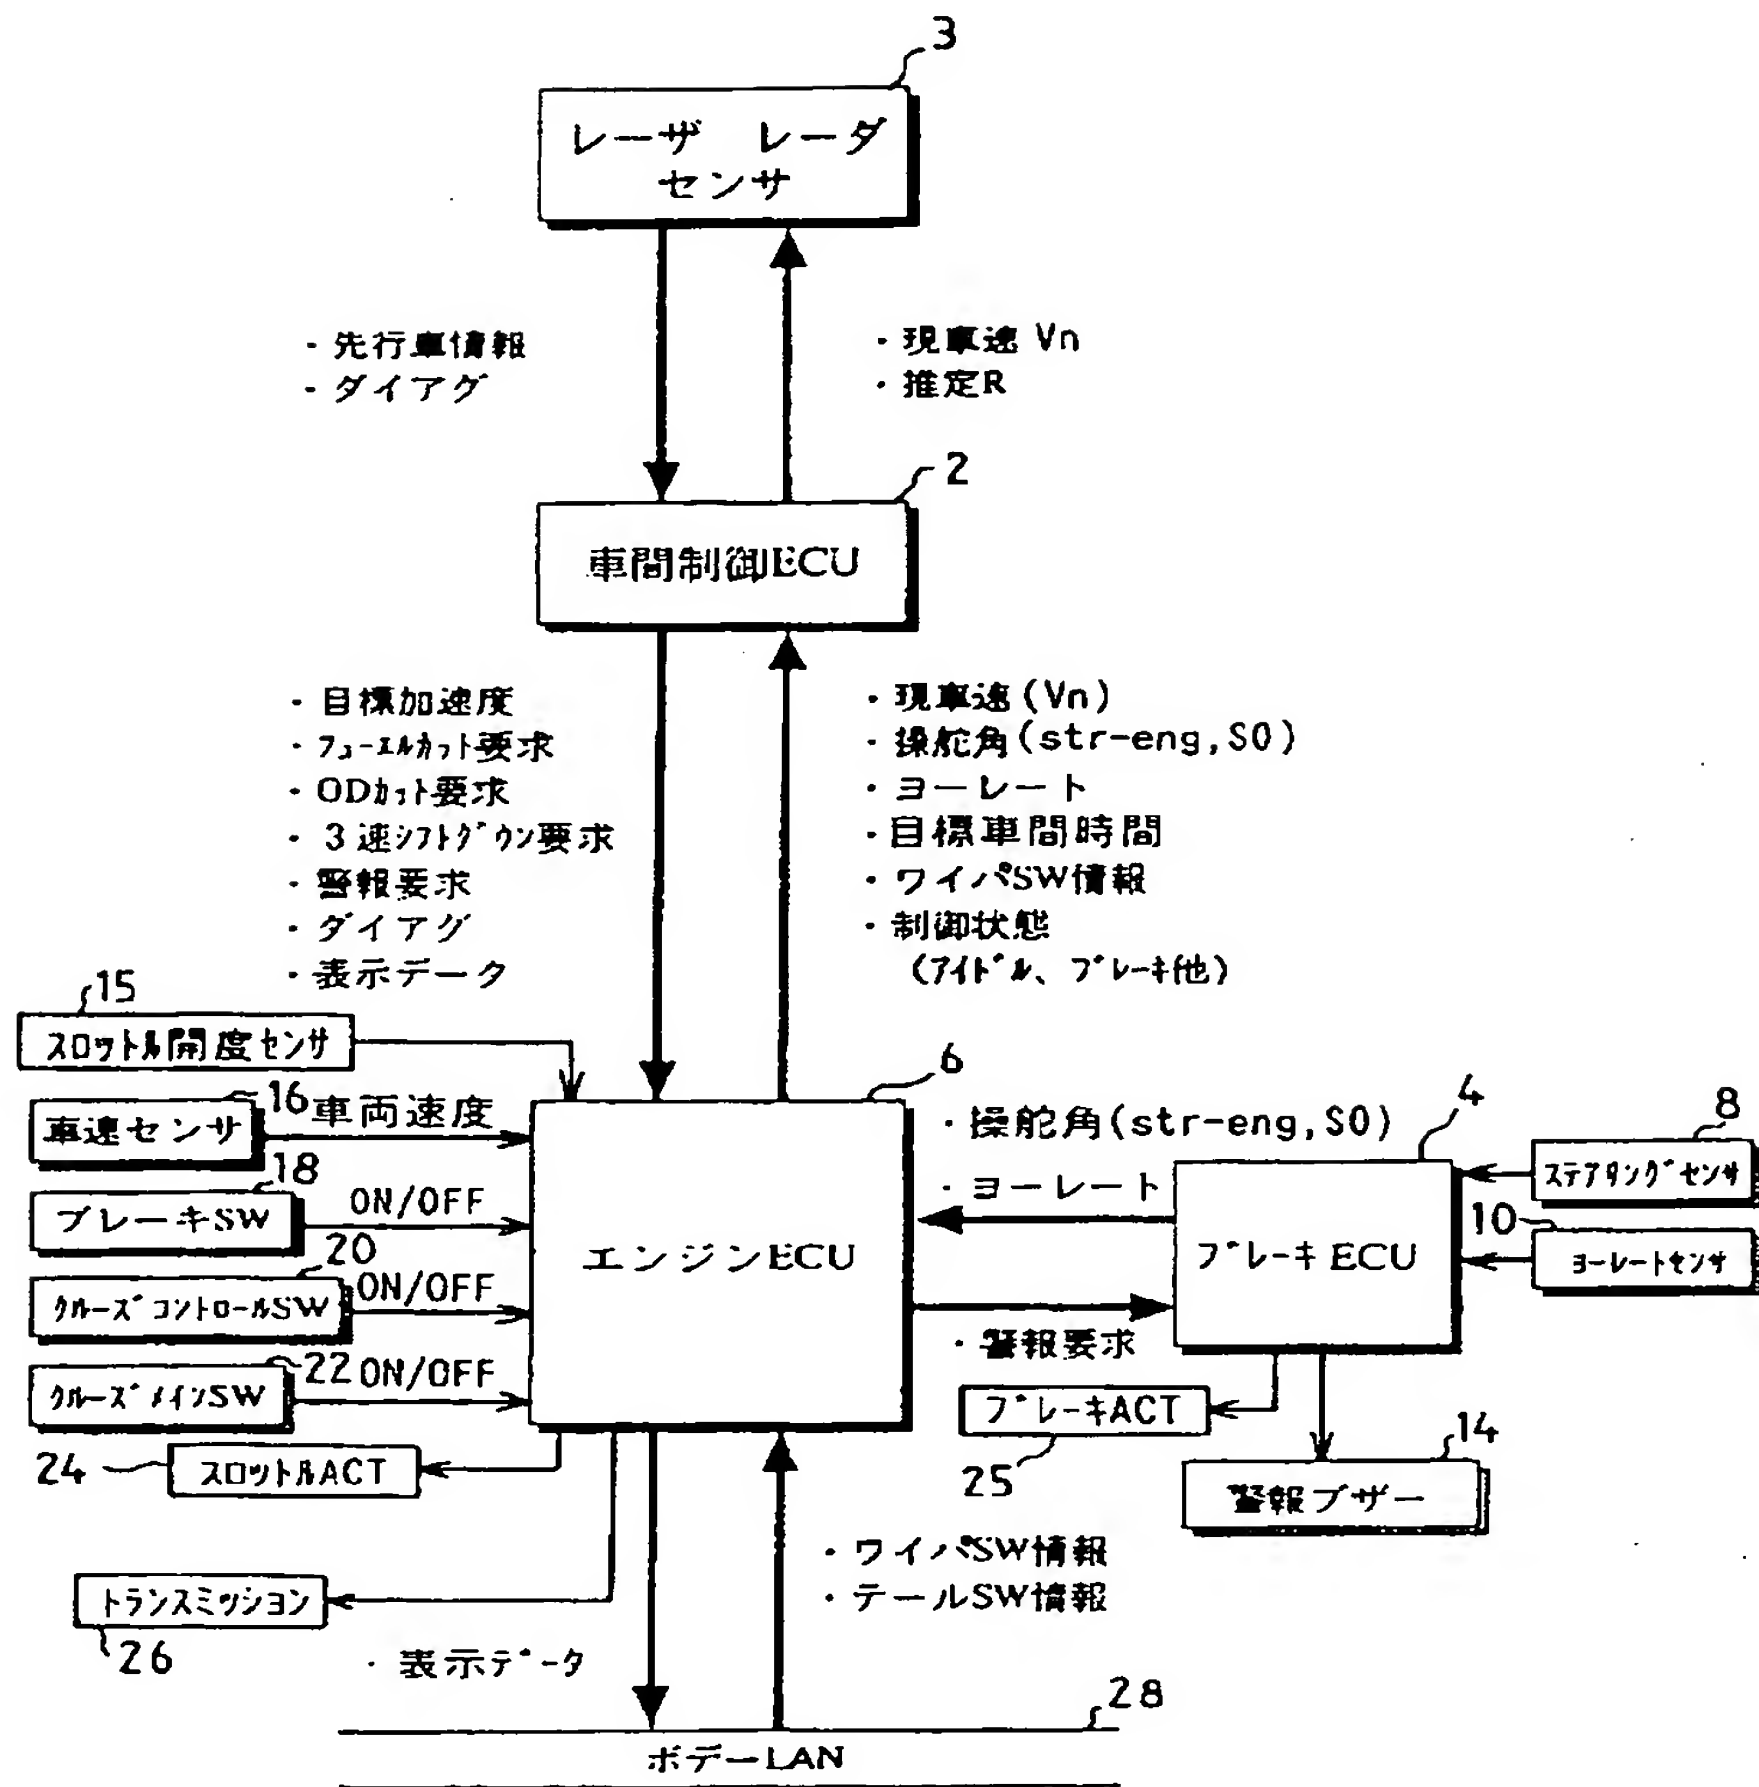 3
レーザ レーダ
センサ
・先行車情報
・ダイアグ
・現車速 Vn
・推定R
2
車間制御ECU
・目標加速度
・フューエルカット要求
・ODカット要求
・3速シフトダウン要求
・警報要求
・ダイアグ
・表示データ
・現車速(Vn)
・操舵角(str-eng,S0)
・ヨーレート
・目標車間時間
・ワイパSW情報
・制御状態
(アイドル、ブレーキ他)
15
スロットル開度センサ
16
車速センサ
車両速度
18
ブレーキSW
ON/OFF
20
クルーズコントロールSW
ON/OFF
22
クルーズメインSW
ON/OFF
24
スロットルACT
トランスミッション
26
6
エンジンECU
・操舵角(str-eng,S0)
・ヨーレート
・警報要求
4
ブレーキECU
8
ステアリングセンサ
10
ヨーレートセンサ
ブレーキACT
25
14
警報ブザー
・ワイパSW情報
・テールSW情報
・表示データ
28
ボデーLAN